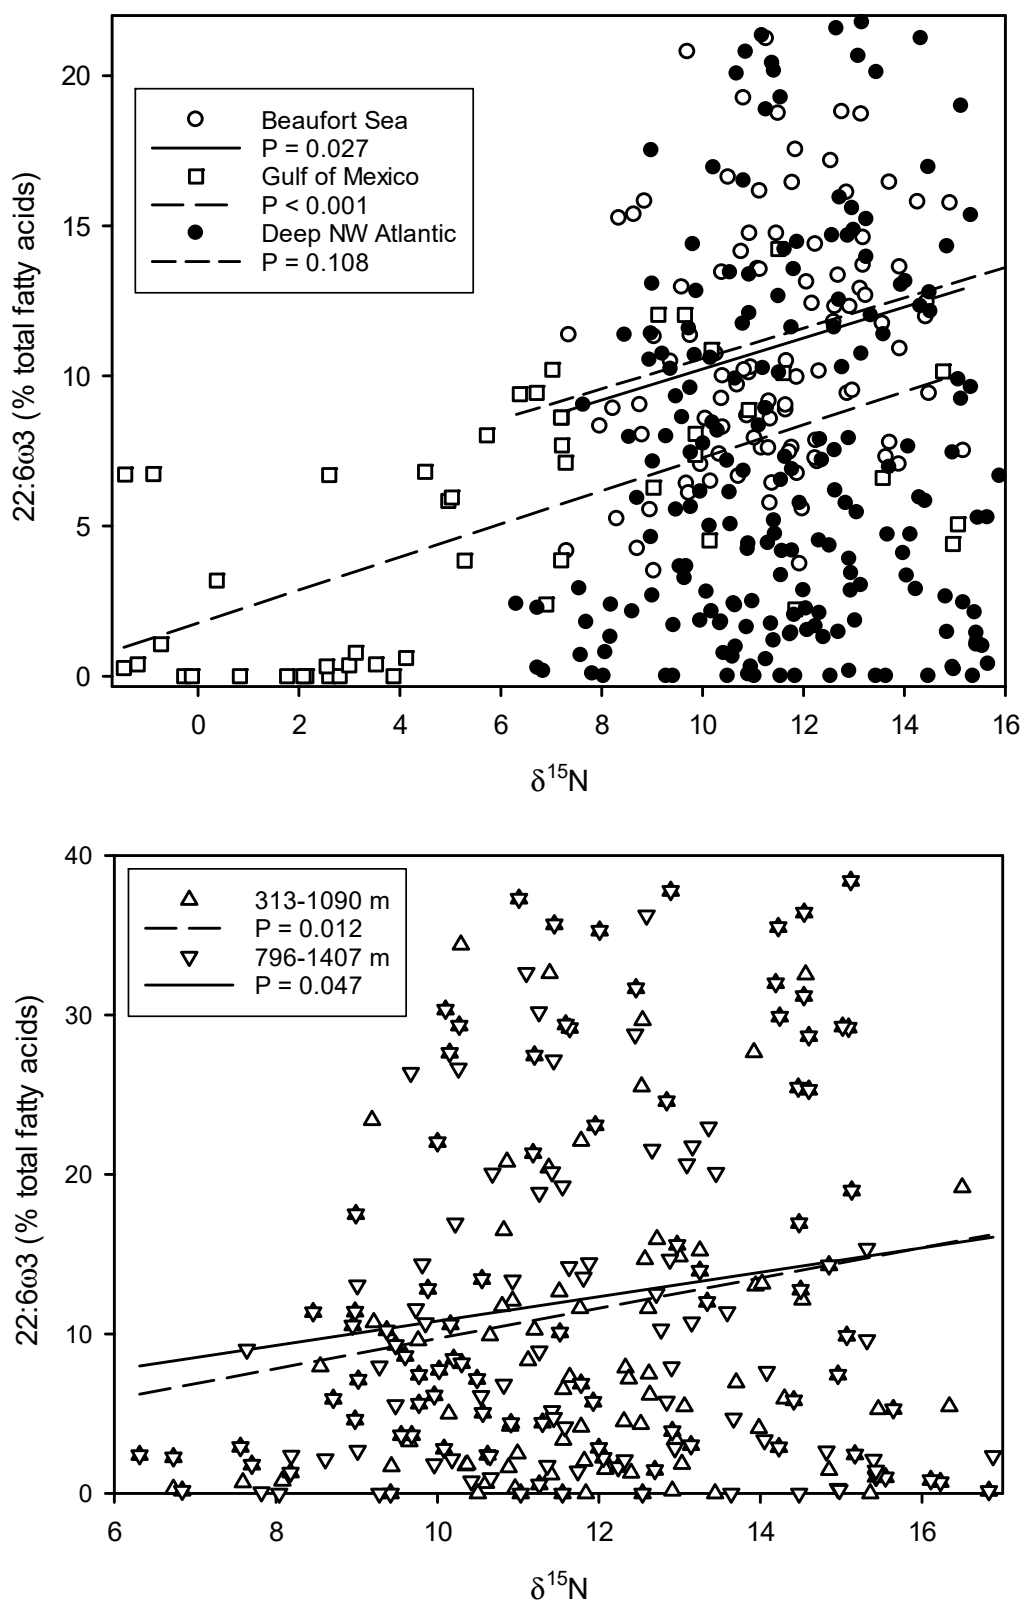 20
15
10
5
0
22:6ω3 (% total fatty acids)
Beaufort Sea
P = 0.027
Gulf of Mexico
P < 0.001
Deep NW Atlantic
P = 0.108
0 2 4 6 8 10 12 14 16
δ15N
40
30
20
10
0
22:6ω3 (% total fatty acids)
313-1090 m
P = 0.012
796-1407 m
P = 0.047
6 8 10 12 14 16
δ15N